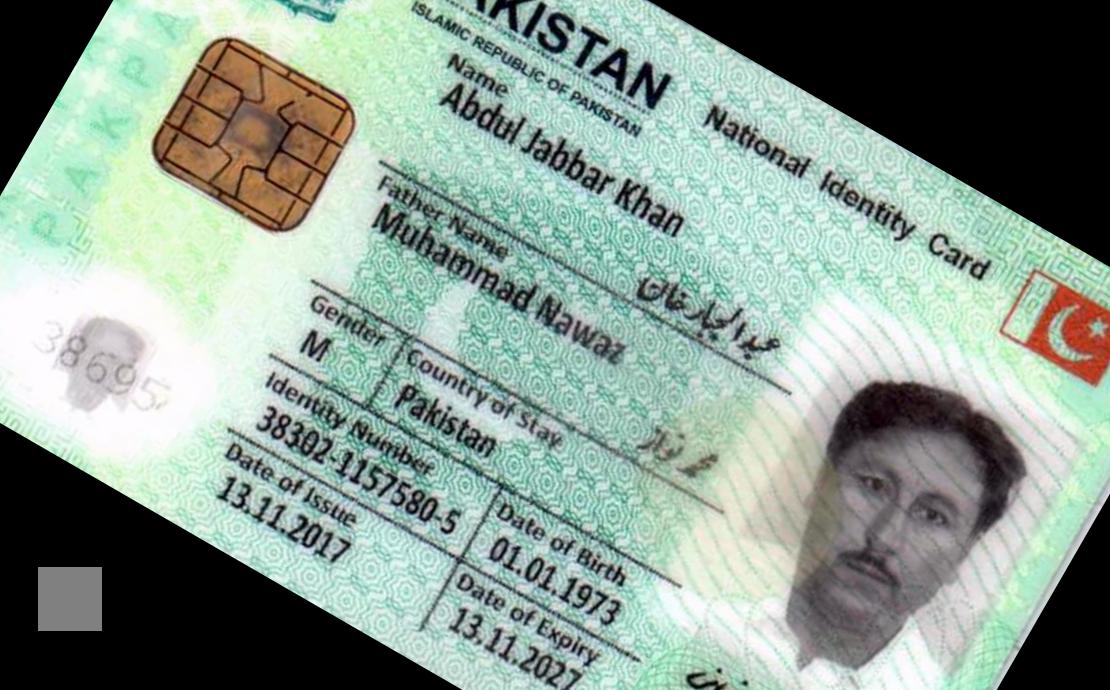 AKISTAN
ISLAMIC REPUBLIC OF PAKISTAN
National Identity Card
Name
Abdul Jabbar Khan
عبدالجبار خان
Father Name
Muhammad Nawaz
محمد نواز
Gender
M
Country of Stay
Pakistan
Identity Number
38302-1157580-5
Date of Birth
01.01.1973
Date of Issue
13.11.2017
Date of Expiry
13.11.2027
38695
PAKPA